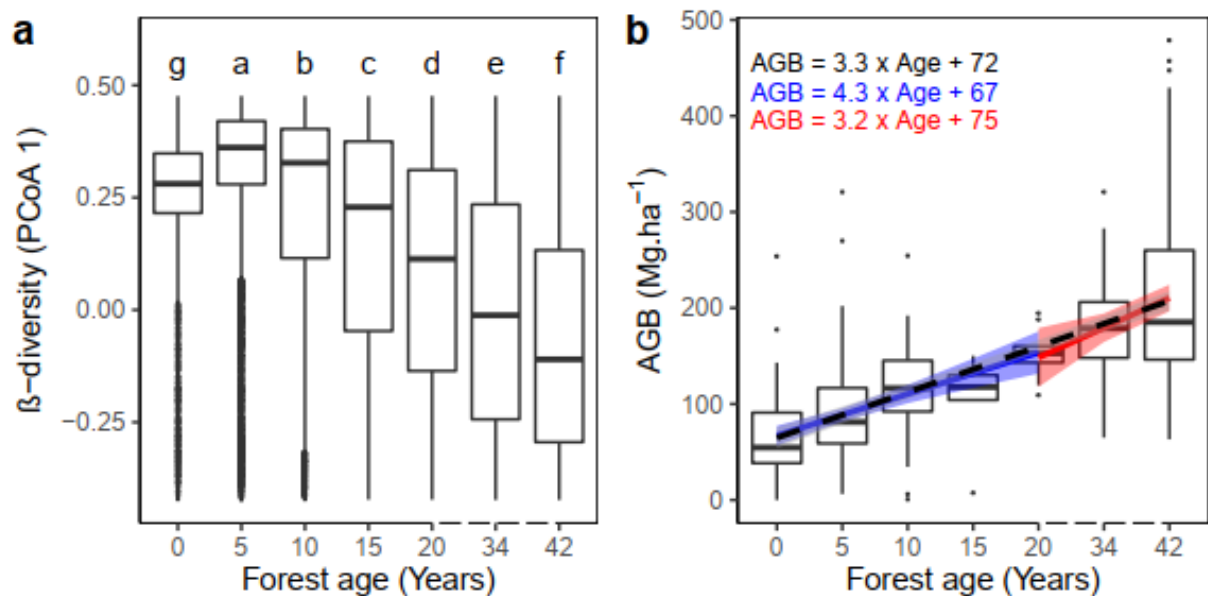 a
g a b c d e f
0.50
0.25
0.00
−0.25
ß−diversity (PCoA 1)
0 5 10 15 20 34 42
Forest age (Years)
b
AGB = 3.3 x Age + 72
AGB = 4.3 x Age + 67
AGB = 3.2 x Age + 75
500
400
300
200
100
0
AGB (Mg.ha⁻¹)
0 5 10 15 20 34 42
Forest age (Years)